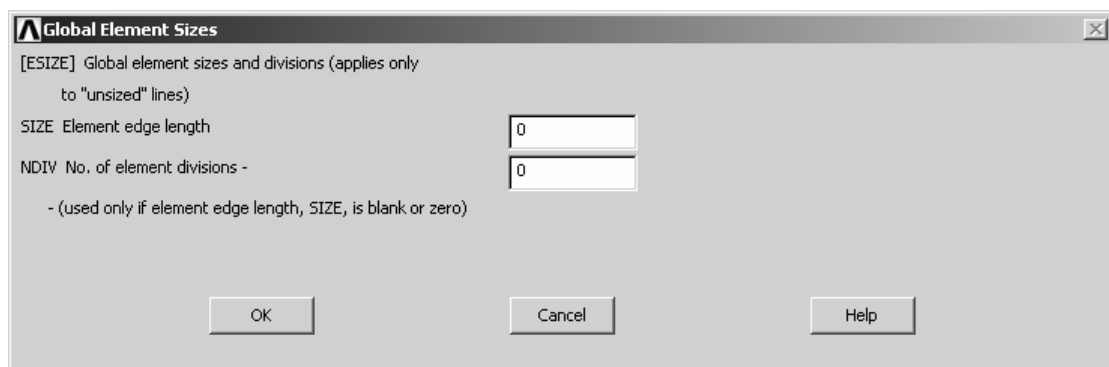 Global Element Sizes
[ESIZE] Global element sizes and divisions (applies only
to "unsized" lines)
SIZE Element edge length
0
NDIV No. of element divisions -
0
- (used only if element edge length, SIZE, is blank or zero)
OK
Cancel
Help